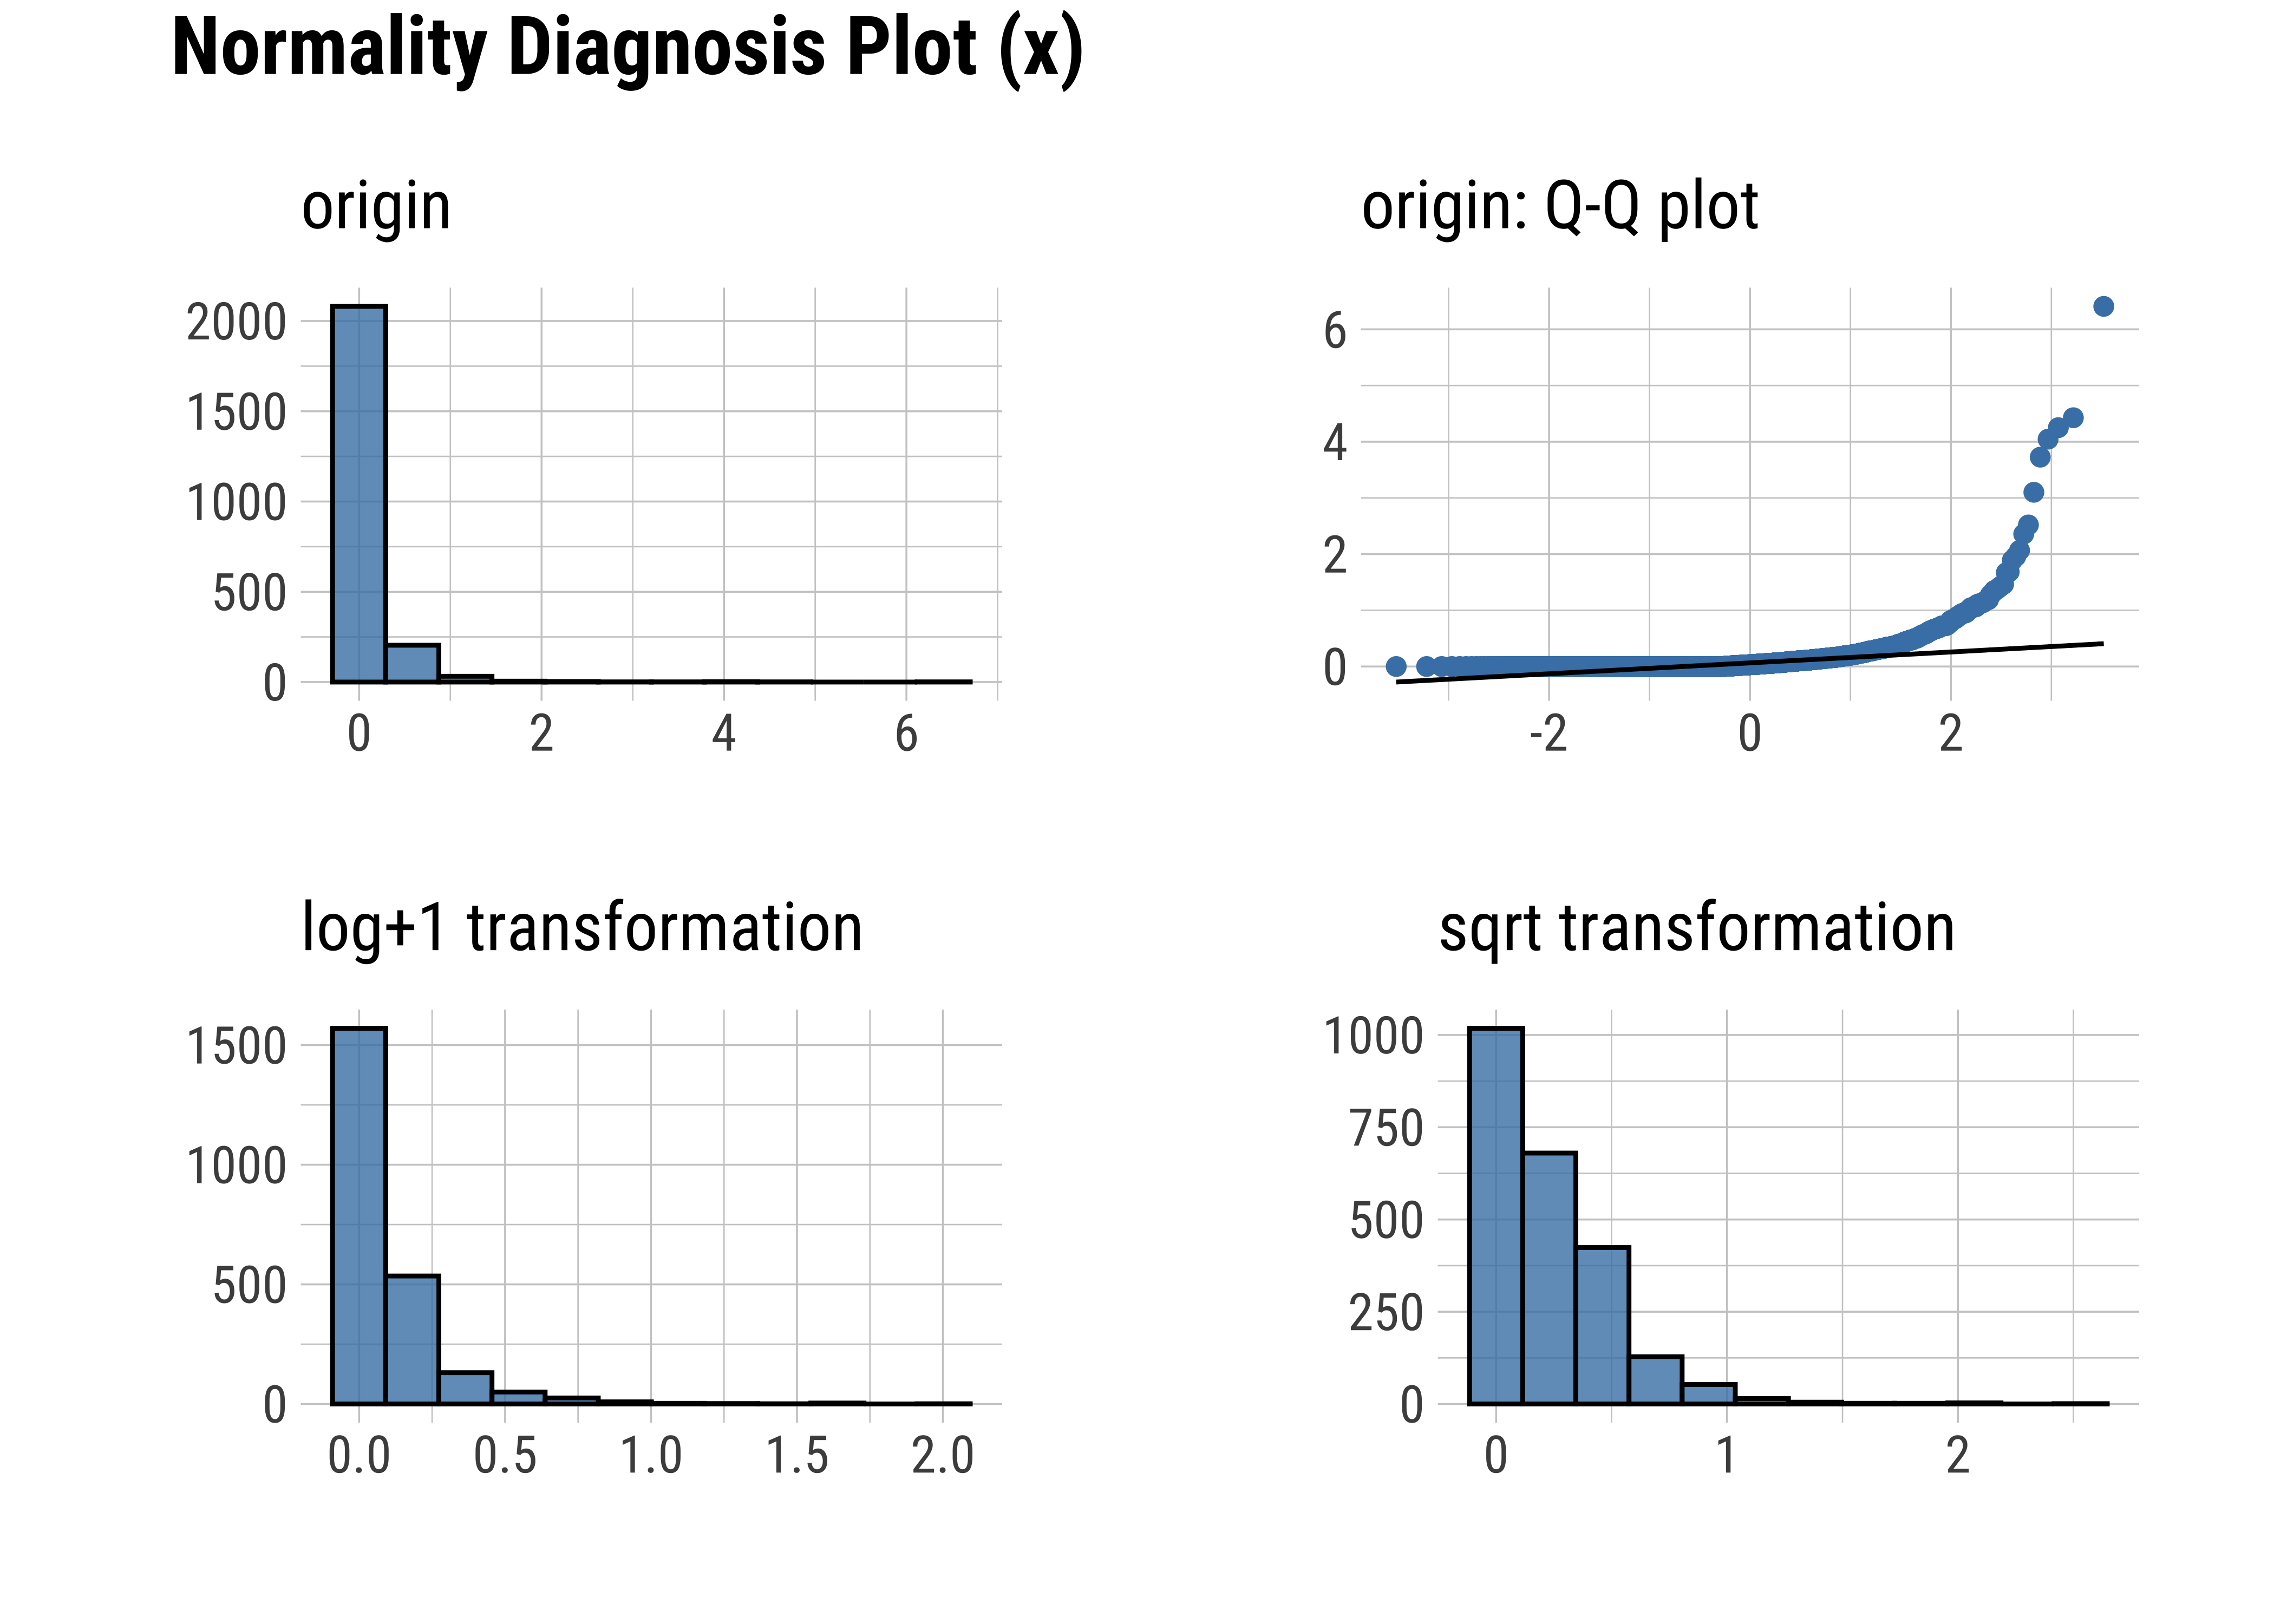 Normality Diagnosis Plot (x)
origin
2000
1500
1000
500
0
0 2 4 6
origin: Q-Q plot
6
4
2
0
-2 0 2
log+1 transformation
1500
1000
500
0
0.0 0.5 1.0 1.5 2.0
sqrt transformation
1000
750
500
250
0
0 1 2